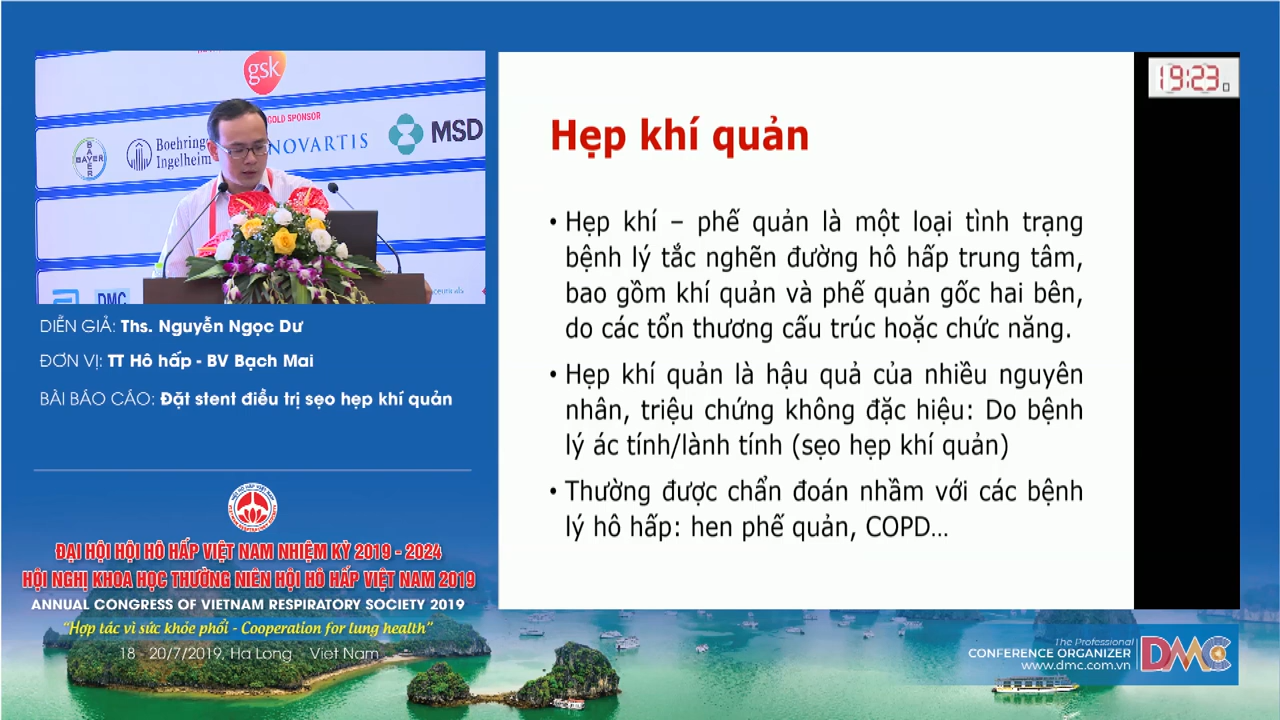 gsk
GOLD SPONSOR
BAYER
BAYER
Boehringer
Ingelheim
NOVARTIS
MSD
DMC
DIỄN GIẢ: Ths. Nguyễn Ngọc Dư
ĐƠN VỊ: TT Hô hấp - BV Bạch Mai
BÀI BÁO CÁO: Đặt stent điều trị sẹo hẹp khí quản
ĐẠI HỘI HỘI HÔ HẤP VIỆT NAM NHIỆM KỲ 2019 - 2024
HỘI NGHỊ KHOA HỌC THƯỜNG NIÊN HỘI HÔ HẤP VIỆT NAM 2019
ANNUAL CONGRESS OF VIETNAM RESPIRATORY SOCIETY 2019
“Hợp tác vì sức khỏe phổi - Cooperation for lung health”
18 - 20/7/2019, Ha Long Viet Nam
19:23
Hẹp khí quản
• Hẹp khí – phế quản là một loại tình trạng
bệnh lý tắc nghẽn đường hô hấp trung tâm,
bao gồm khí quản và phế quản gốc hai bên,
do các tổn thương cấu trúc hoặc chức năng.
• Hẹp khí quản là hậu quả của nhiều nguyên
nhân, triệu chứng không đặc hiệu: Do bệnh
lý ác tính/lành tính (sẹo hẹp khí quản)
• Thường được chẩn đoán nhầm với các bệnh
lý hô hấp: hen phế quản, COPD…
The Professional
CONFERENCE ORGANIZER
www.dmc.com.vn
DMC